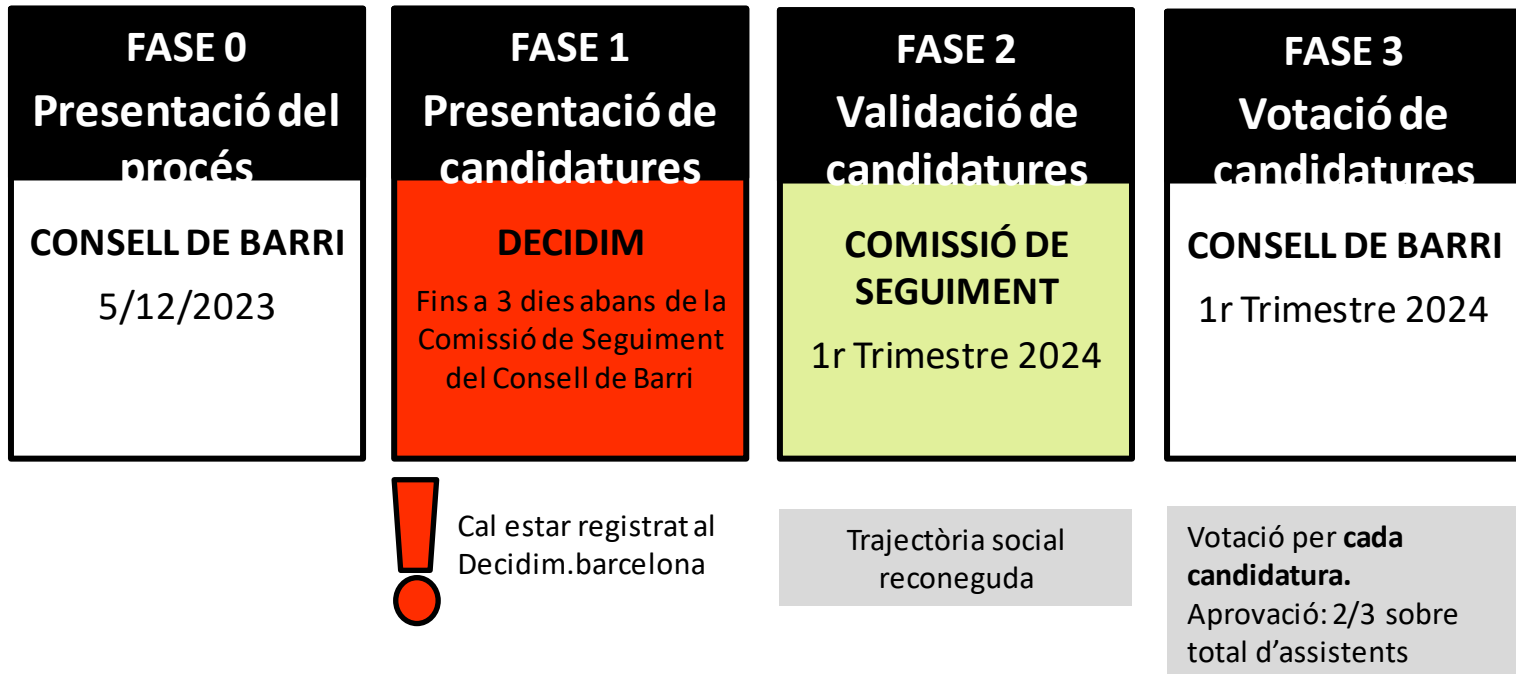 FASE 0
Presentació del
procés
CONSELL DE BARRI
5/12/2023
FASE 1
Presentació de
candidatures
DECIDIM
Fins a 3 dies abans de la
Comissió de Seguiment
del Consell de Barri
Cal estar registrat al
Decidim.barcelona
FASE 2
Validació de
candidatures
COMISSIÓ DE
SEGUIMENT
1r Trimestre 2024
Trajectòria social
reconeguda
FASE 3
Votació de
candidatures
CONSELL DE BARRI
1r Trimestre 2024
Votació per cada
candidatura.
Aprovació: 2/3 sobre
total d’assistents